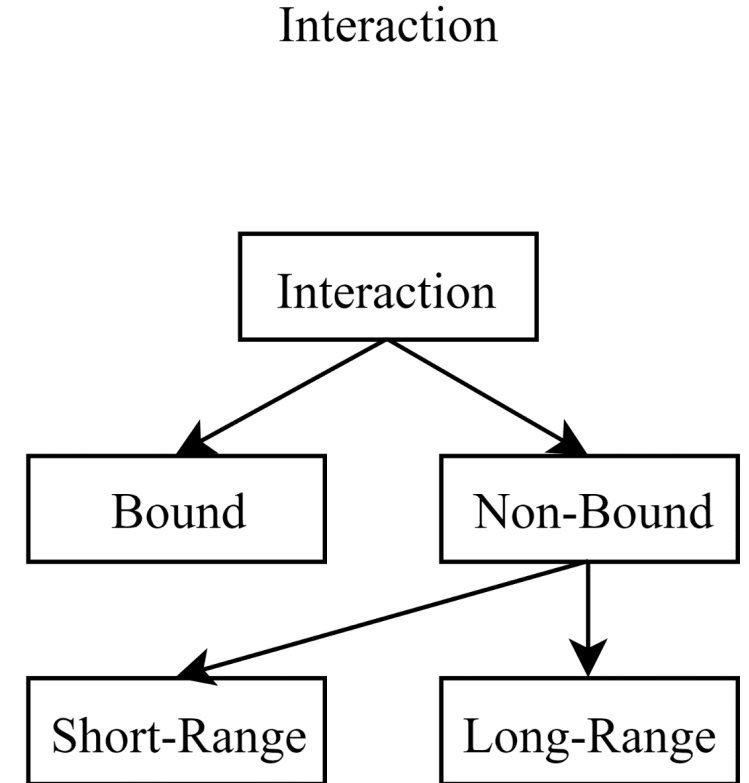 Interaction
Interaction
Bound
Non-Bound
Short-Range
Long-Range